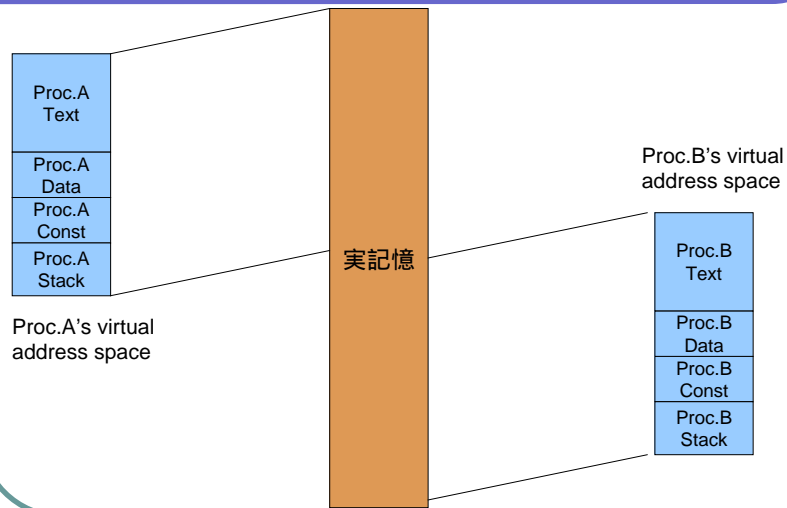 Proc.A
Text
Proc.A
Data
Proc.A
Const
Proc.A
Stack
Proc.A's virtual
address space
実記憶
Proc.B's virtual
address space
Proc.B
Text
Proc.B
Data
Proc.B
Const
Proc.B
Stack